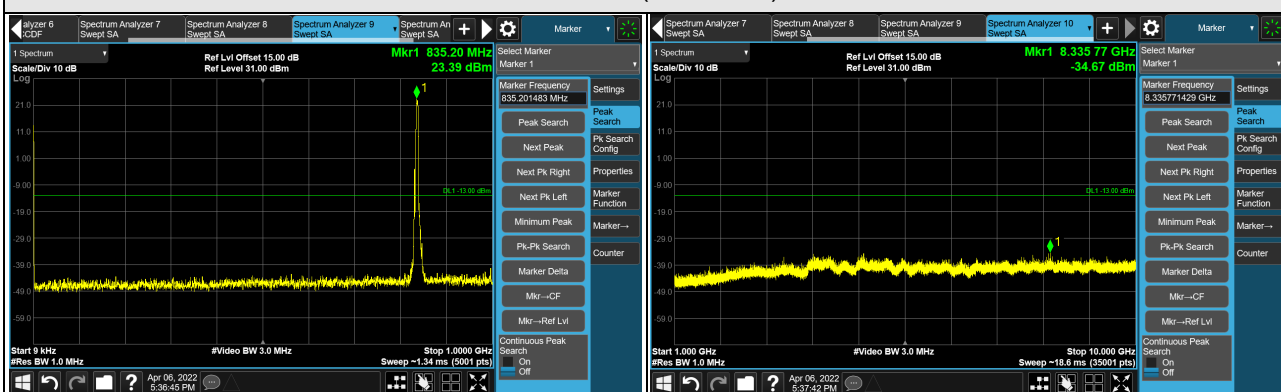 alyzer 6
CCDF
Spectrum Analyzer 7
Swept SA
Spectrum Analyzer 8
Swept SA
Spectrum Analyzer 9
Swept SA
Spectrum An
Swept SA
Marker
1 Spectrum
Scale/Div 10 dB
Log
Ref Lvl Offset 15.00 dB
Ref Level 31.00 dBm
Mkr1 835.20 MHz
23.39 dBm
1
21.0
11.0
1.00
-9.00
-19.0
-29.0
-39.0
-49.0
-59.0
DL1 -13.00 dBm
Start 9 kHz
#Res BW 1.0 MHz
#Video BW 3.0 MHz
Stop 1.0000 GHz
Sweep ~1.34 ms (5001 pts)
Select Marker
Marker 1
Marker Frequency
835.201483 MHz
Peak Search
Next Peak
Next Pk Right
Next Pk Left
Minimum Peak
Pk-Pk Search
Marker Delta
Mkr→CF
Mkr→Ref Lvl
Continuous Peak
Search
On
Off
Settings
Peak
Search
Pk Search
Config
Properties
Marker
Function
Marker→
Counter
?
Apr 06, 2022
5:36:45 PM
Spectrum Analyzer 7
Swept SA
Spectrum Analyzer 8
Swept SA
Spectrum Analyzer 9
Swept SA
Spectrum Analyzer 10
Swept SA
Marker
1 Spectrum
Scale/Div 10 dB
Log
Ref Lvl Offset 15.00 dB
Ref Level 31.00 dBm
Mkr1 8.335 77 GHz
-34.67 dBm
1
21.0
11.0
1.00
-9.00
-19.0
-29.0
-39.0
-49.0
-59.0
DL1 -13.00 dBm
Start 1.000 GHz
#Res BW 1.0 MHz
#Video BW 3.0 MHz
Stop 10.000 GHz
Sweep ~18.6 ms (35001 pts)
Select Marker
Marker 1
Marker Frequency
8.335771429 GHz
Peak Search
Next Peak
Next Pk Right
Next Pk Left
Minimum Peak
Pk-Pk Search
Marker Delta
Mkr→CF
Mkr→Ref Lvl
Continuous Peak
Search
On
Off
Settings
Peak
Search
Pk Search
Config
Properties
Marker
Function
Marker→
Counter
?
Apr 06, 2022
5:37:42 PM